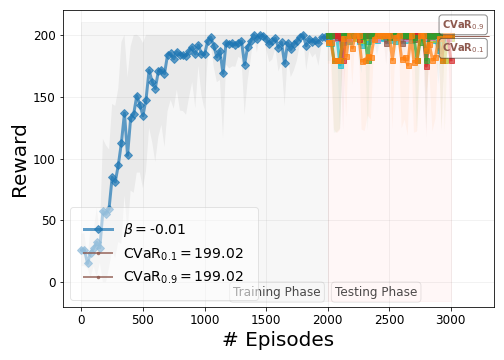 200
150
100
50
0
Reward
CVaR0.9
CVaR0.1
β = -0.01
CVaR0.1 = 199.02
CVaR0.9 = 199.02
Training Phase
Testing Phase
0 500 1000 1500 2000 2500 3000
# Episodes